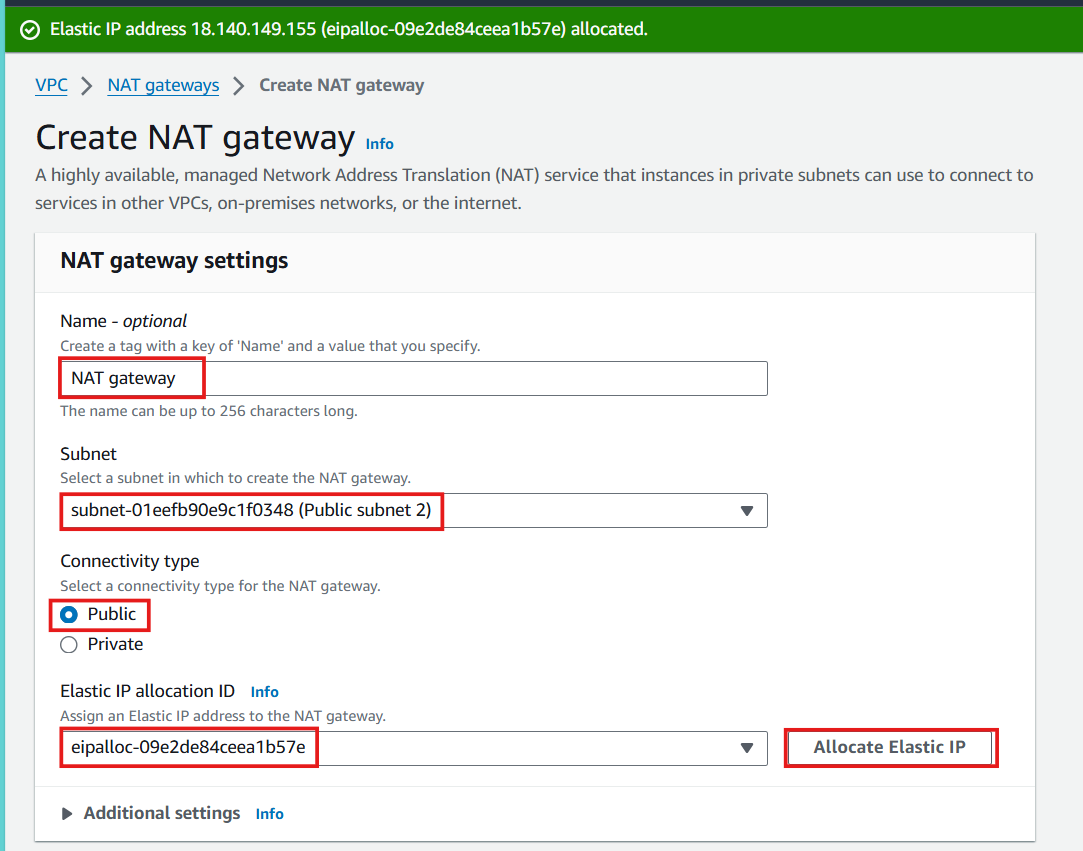 Elastic IP address 18.140.149.155 (eipalloc-09e2de84ceea1b57e) allocated.
VPC > NAT gateways > Create NAT gateway
Create NAT gateway Info
A highly available, managed Network Address Translation (NAT) service that instances in private subnets can use to connect to
services in other VPCs, on-premises networks, or the internet.
NAT gateway settings
Name - optional
Create a tag with a key of 'Name' and a value that you specify.
NAT gateway
The name can be up to 256 characters long.
Subnet
Select a subnet in which to create the NAT gateway.
subnet-01eefb90e9c1f0348 (Public subnet 2)
Connectivity type
Select a connectivity type for the NAT gateway.
Public
Private
Elastic IP allocation ID Info
Assign an Elastic IP address to the NAT gateway.
eipalloc-09e2de84ceea1b57e Allocate Elastic IP
Additional settings Info